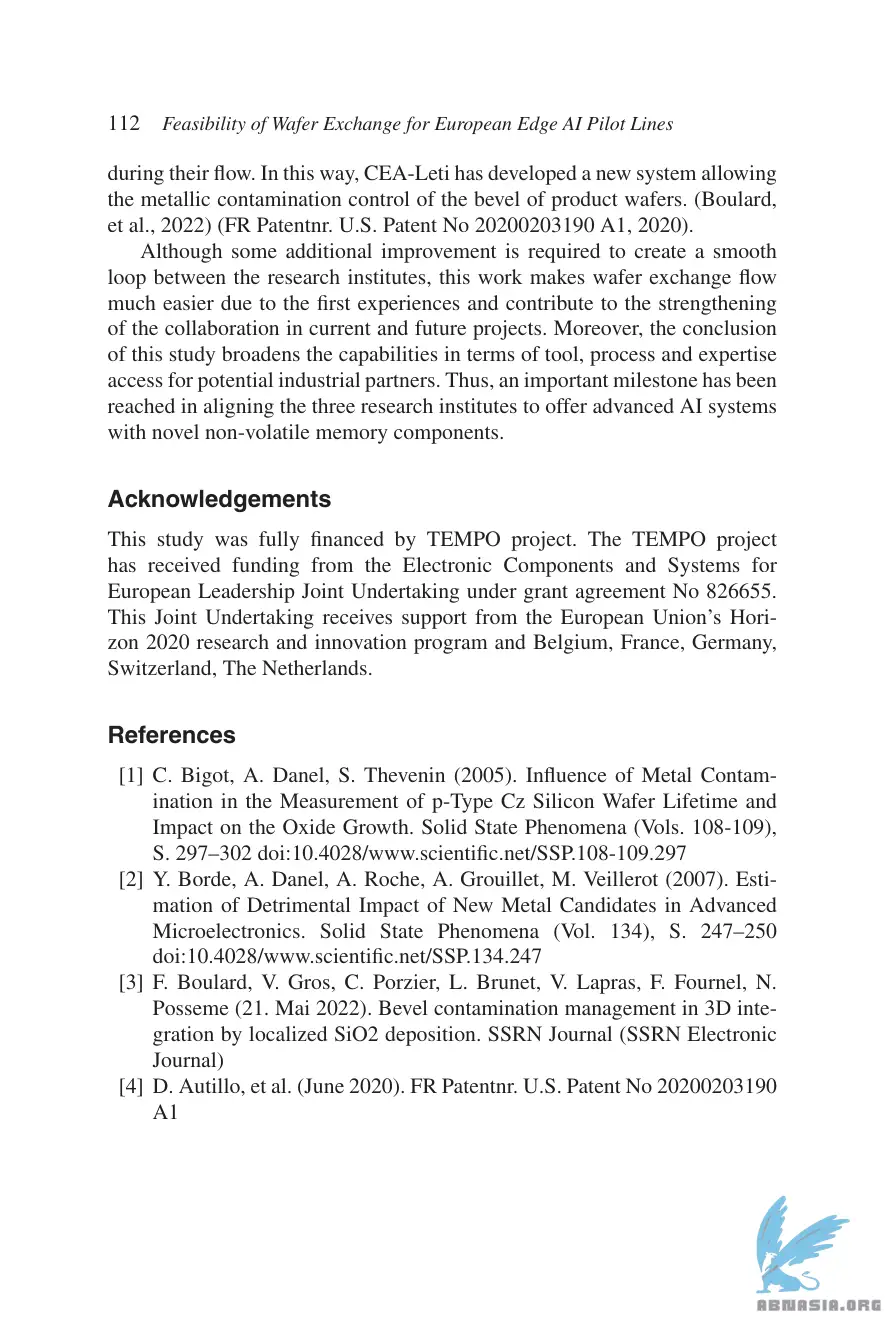 112 Feasibility of Wafer Exchange for European Edge AI Pilot Lines
during their flow. In this way, CEA-Leti has developed a new system allowing
the metallic contamination control of the bevel of product wafers. (Boulard,
et al., 2022) (FR Patentnr. U.S. Patent No 20200203190 A1, 2020).
Although some additional improvement is required to create a smooth
loop between the research institutes, this work makes wafer exchange flow
much easier due to the first experiences and contribute to the strengthening
of the collaboration in current and future projects. Moreover, the conclusion
of this study broadens the capabilities in terms of tool, process and expertise
access for potential industrial partners. Thus, an important milestone has been
reached in aligning the three research institutes to offer advanced AI systems
with novel non-volatile memory components.
Acknowledgements
This study was fully financed by TEMPO project. The TEMPO project
has received funding from the Electronic Components and Systems for
European Leadership Joint Undertaking under grant agreement No 826655.
This Joint Undertaking receives support from the European Union's Hori-
zon 2020 research and innovation program and Belgium, France, Germany,
Switzerland, The Netherlands.
References
[1] C. Bigot, A. Danel, S. Thevenin (2005). Influence of Metal Contam-
ination in the Measurement of p-Type Cz Silicon Wafer Lifetime and
Impact on the Oxide Growth. Solid State Phenomena (Vols. 108-109),
S. 297–302 doi:10.4028/www.scientific.net/SSP.108-109.297
[2] Y. Borde, A. Danel, A. Roche, A. Grouillet, M. Veillerot (2007). Esti-
mation of Detrimental Impact of New Metal Candidates in Advanced
Microelectronics. Solid State Phenomena (Vol. 134), S. 247–250
doi:10.4028/www.scientific.net/SSP.134.247
[3] F. Boulard, V. Gros, C. Porzier, L. Brunet, V. Lapras, F. Fournel, N.
Posseme (21. Mai 2022). Bevel contamination management in 3D inte-
gration by localized SiO2 deposition. SSRN Journal (SSRN Electronic
Journal)
[4] D. Autillo, et al. (June 2020). FR Patentnr. U.S. Patent No 20200203190
A1
ABNASIA.ORG